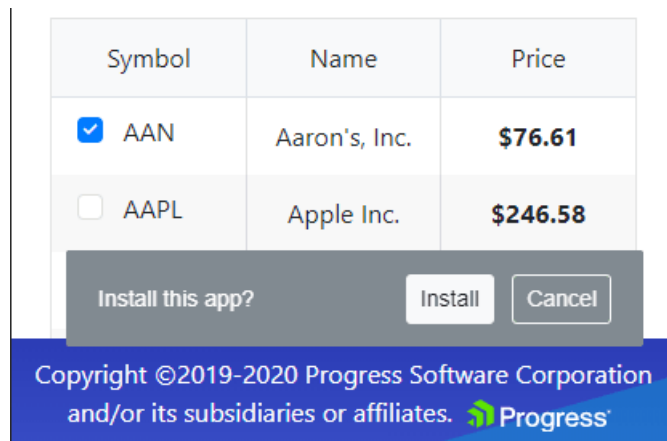 Symbol Name Price
AAN Aaron's, Inc. $76.61
AAPL Apple Inc. $246.58
Install this app? Install Cancel
Copyright ©2019-2020 Progress Software Corporation
and/or its subsidiaries or affiliates. Progress